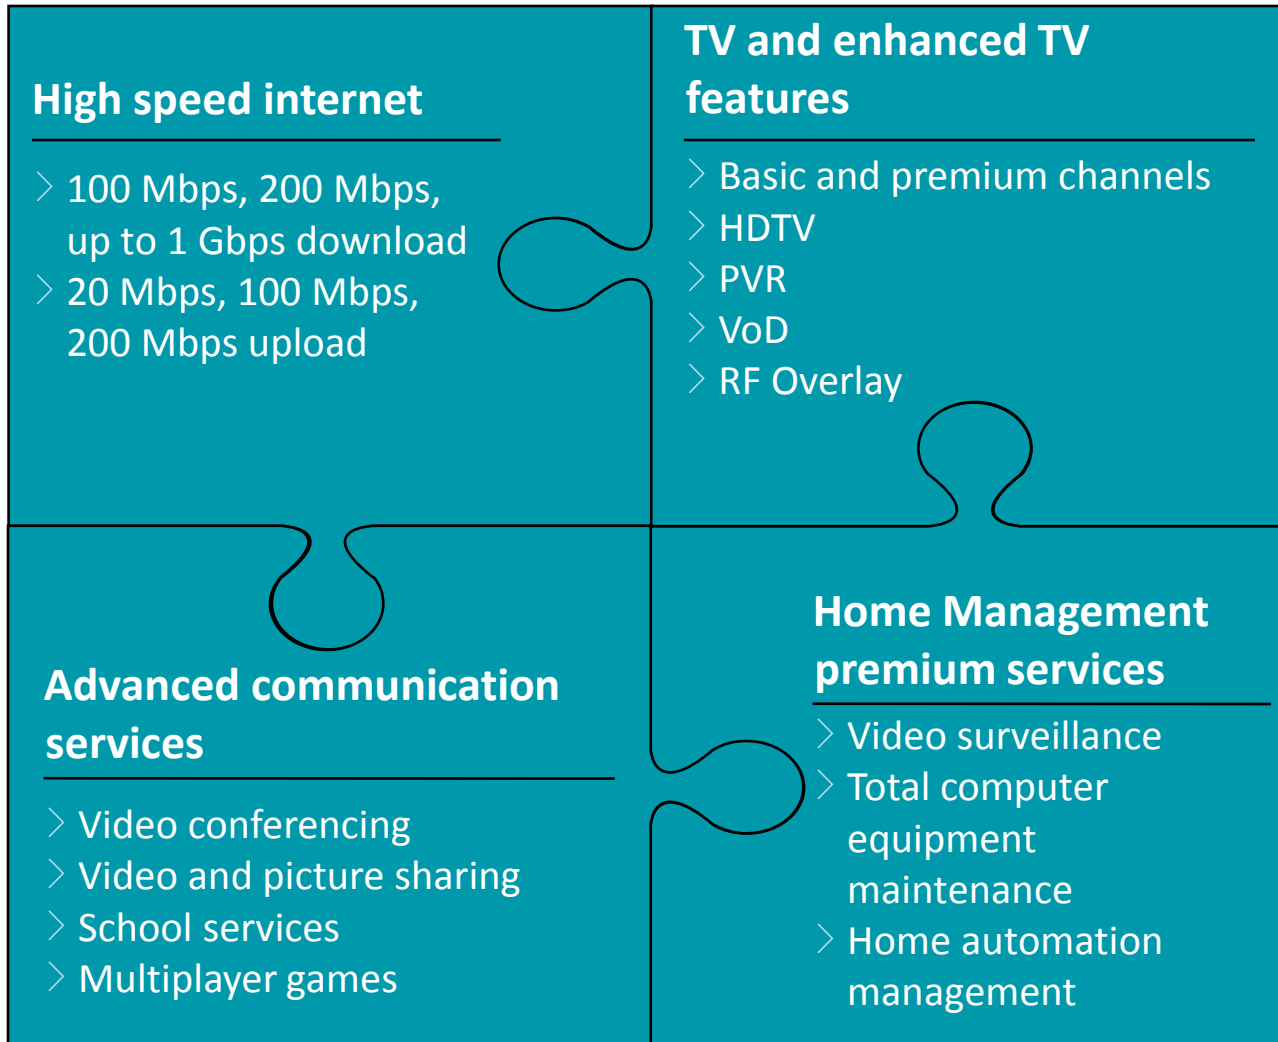 High speed internet
100 Mbps, 200 Mbps,
up to 1 Gbps download
20 Mbps, 100 Mbps,
200 Mbps upload
TV and enhanced TV
features
Basic and premium channels
HDTV
PVR
VoD
RF Overlay
Advanced communication
services
Video conferencing
Video and picture sharing
School services
Multiplayer games
Home Management
premium services
Video surveillance
Total computer
equipment
maintenance
Home automation
management